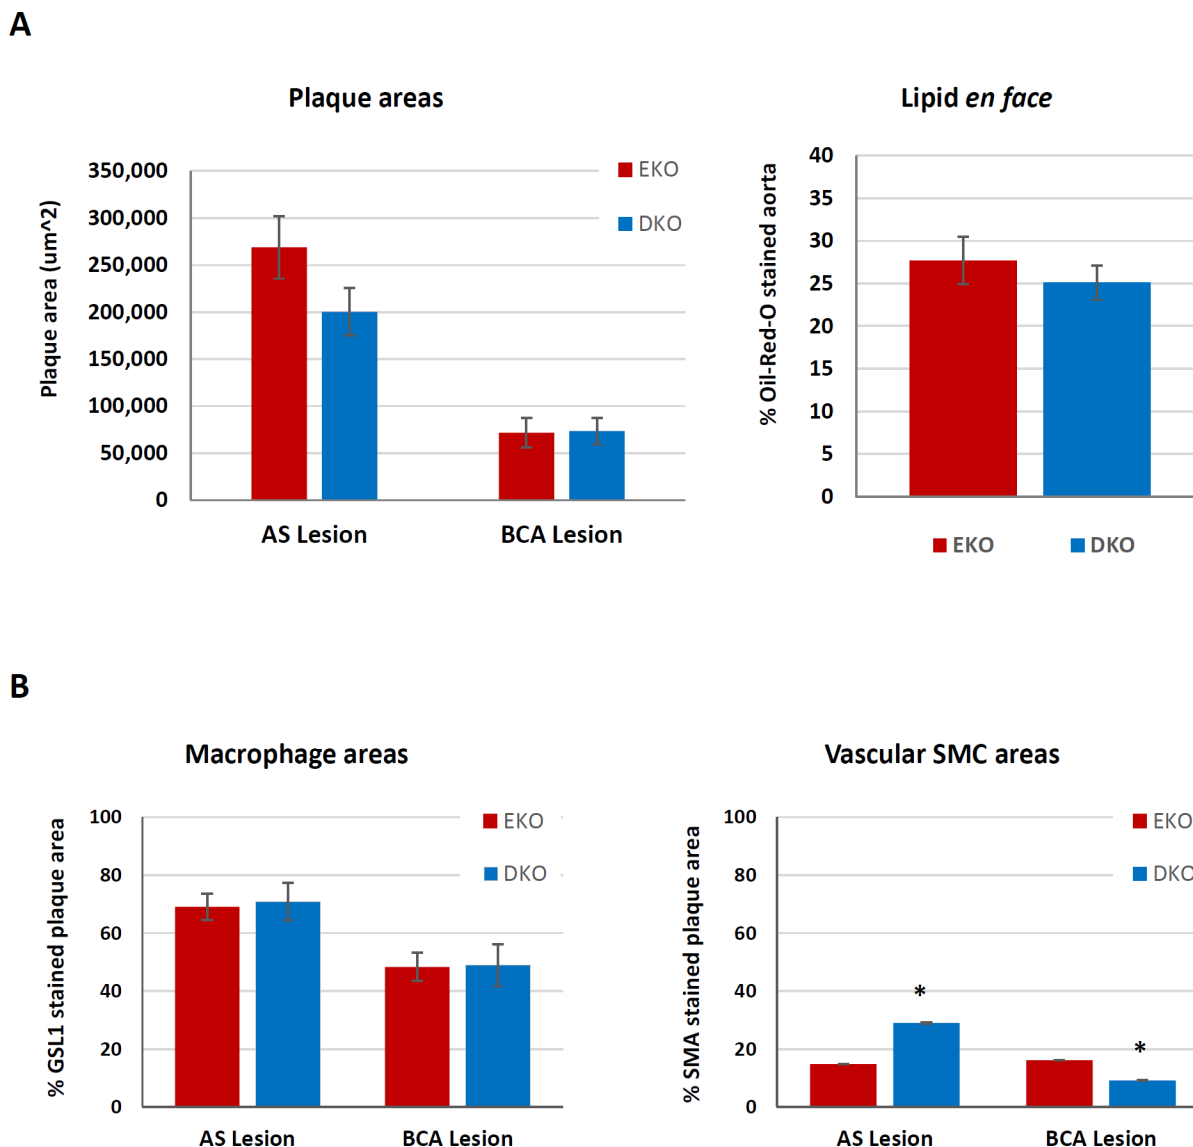 A
Plaque areas
Plaque area (um^2)
350,000
300,000
250,000
200,000
150,000
100,000
50,000
0
EKO
DKO
AS Lesion
BCA Lesion
Lipid en face
% Oil-Red-O stained aorta
40
35
30
25
20
15
10
5
0
EKO
DKO
B
Macrophage areas
% GSL1 stained plaque area
100
80
60
40
20
0
EKO
DKO
AS Lesion
BCA Lesion
Vascular SMC areas
% SMA stained plaque area
100
80
60
40
20
0
EKO
DKO
*
*
AS Lesion
BCA Lesion